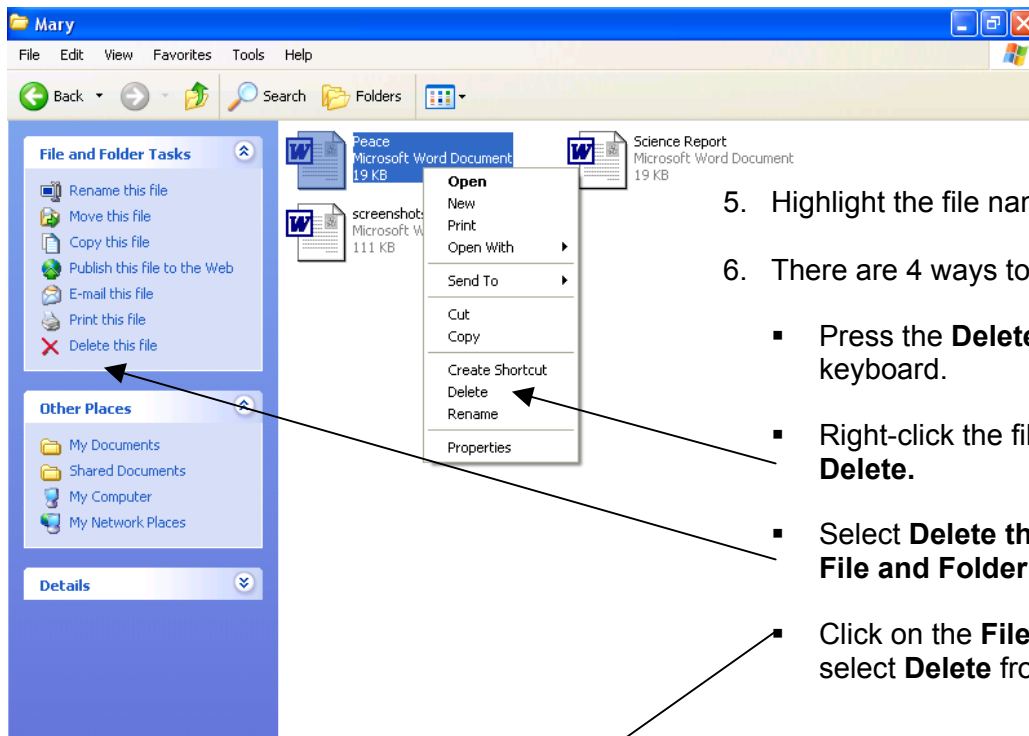 Mary
File Edit View Favorites Tools Help
Back Search Folders
File and Folder Tasks
Rename this file
Move this file
Copy this file
Publish this file to the Web
E-mail this file
Print this file
Delete this file
Other Places
My Documents
Shared Documents
My Computer
My Network Places
Details
Peace
Microsoft Word Document
19 KB
Science Report
Microsoft Word Document
19 KB
screenshots
Microsoft W
111 KB
Open
New
Print
Open With
Send To
Cut
Copy
Create Shortcut
Delete
Rename
Properties
5. Highlight the file
6. There are 4 ways to
▪ Press the Delete
keyboard.
▪ Right-click the
Delete.
▪ Select Delete
File and Folder
▪ Click on the File
select Delete